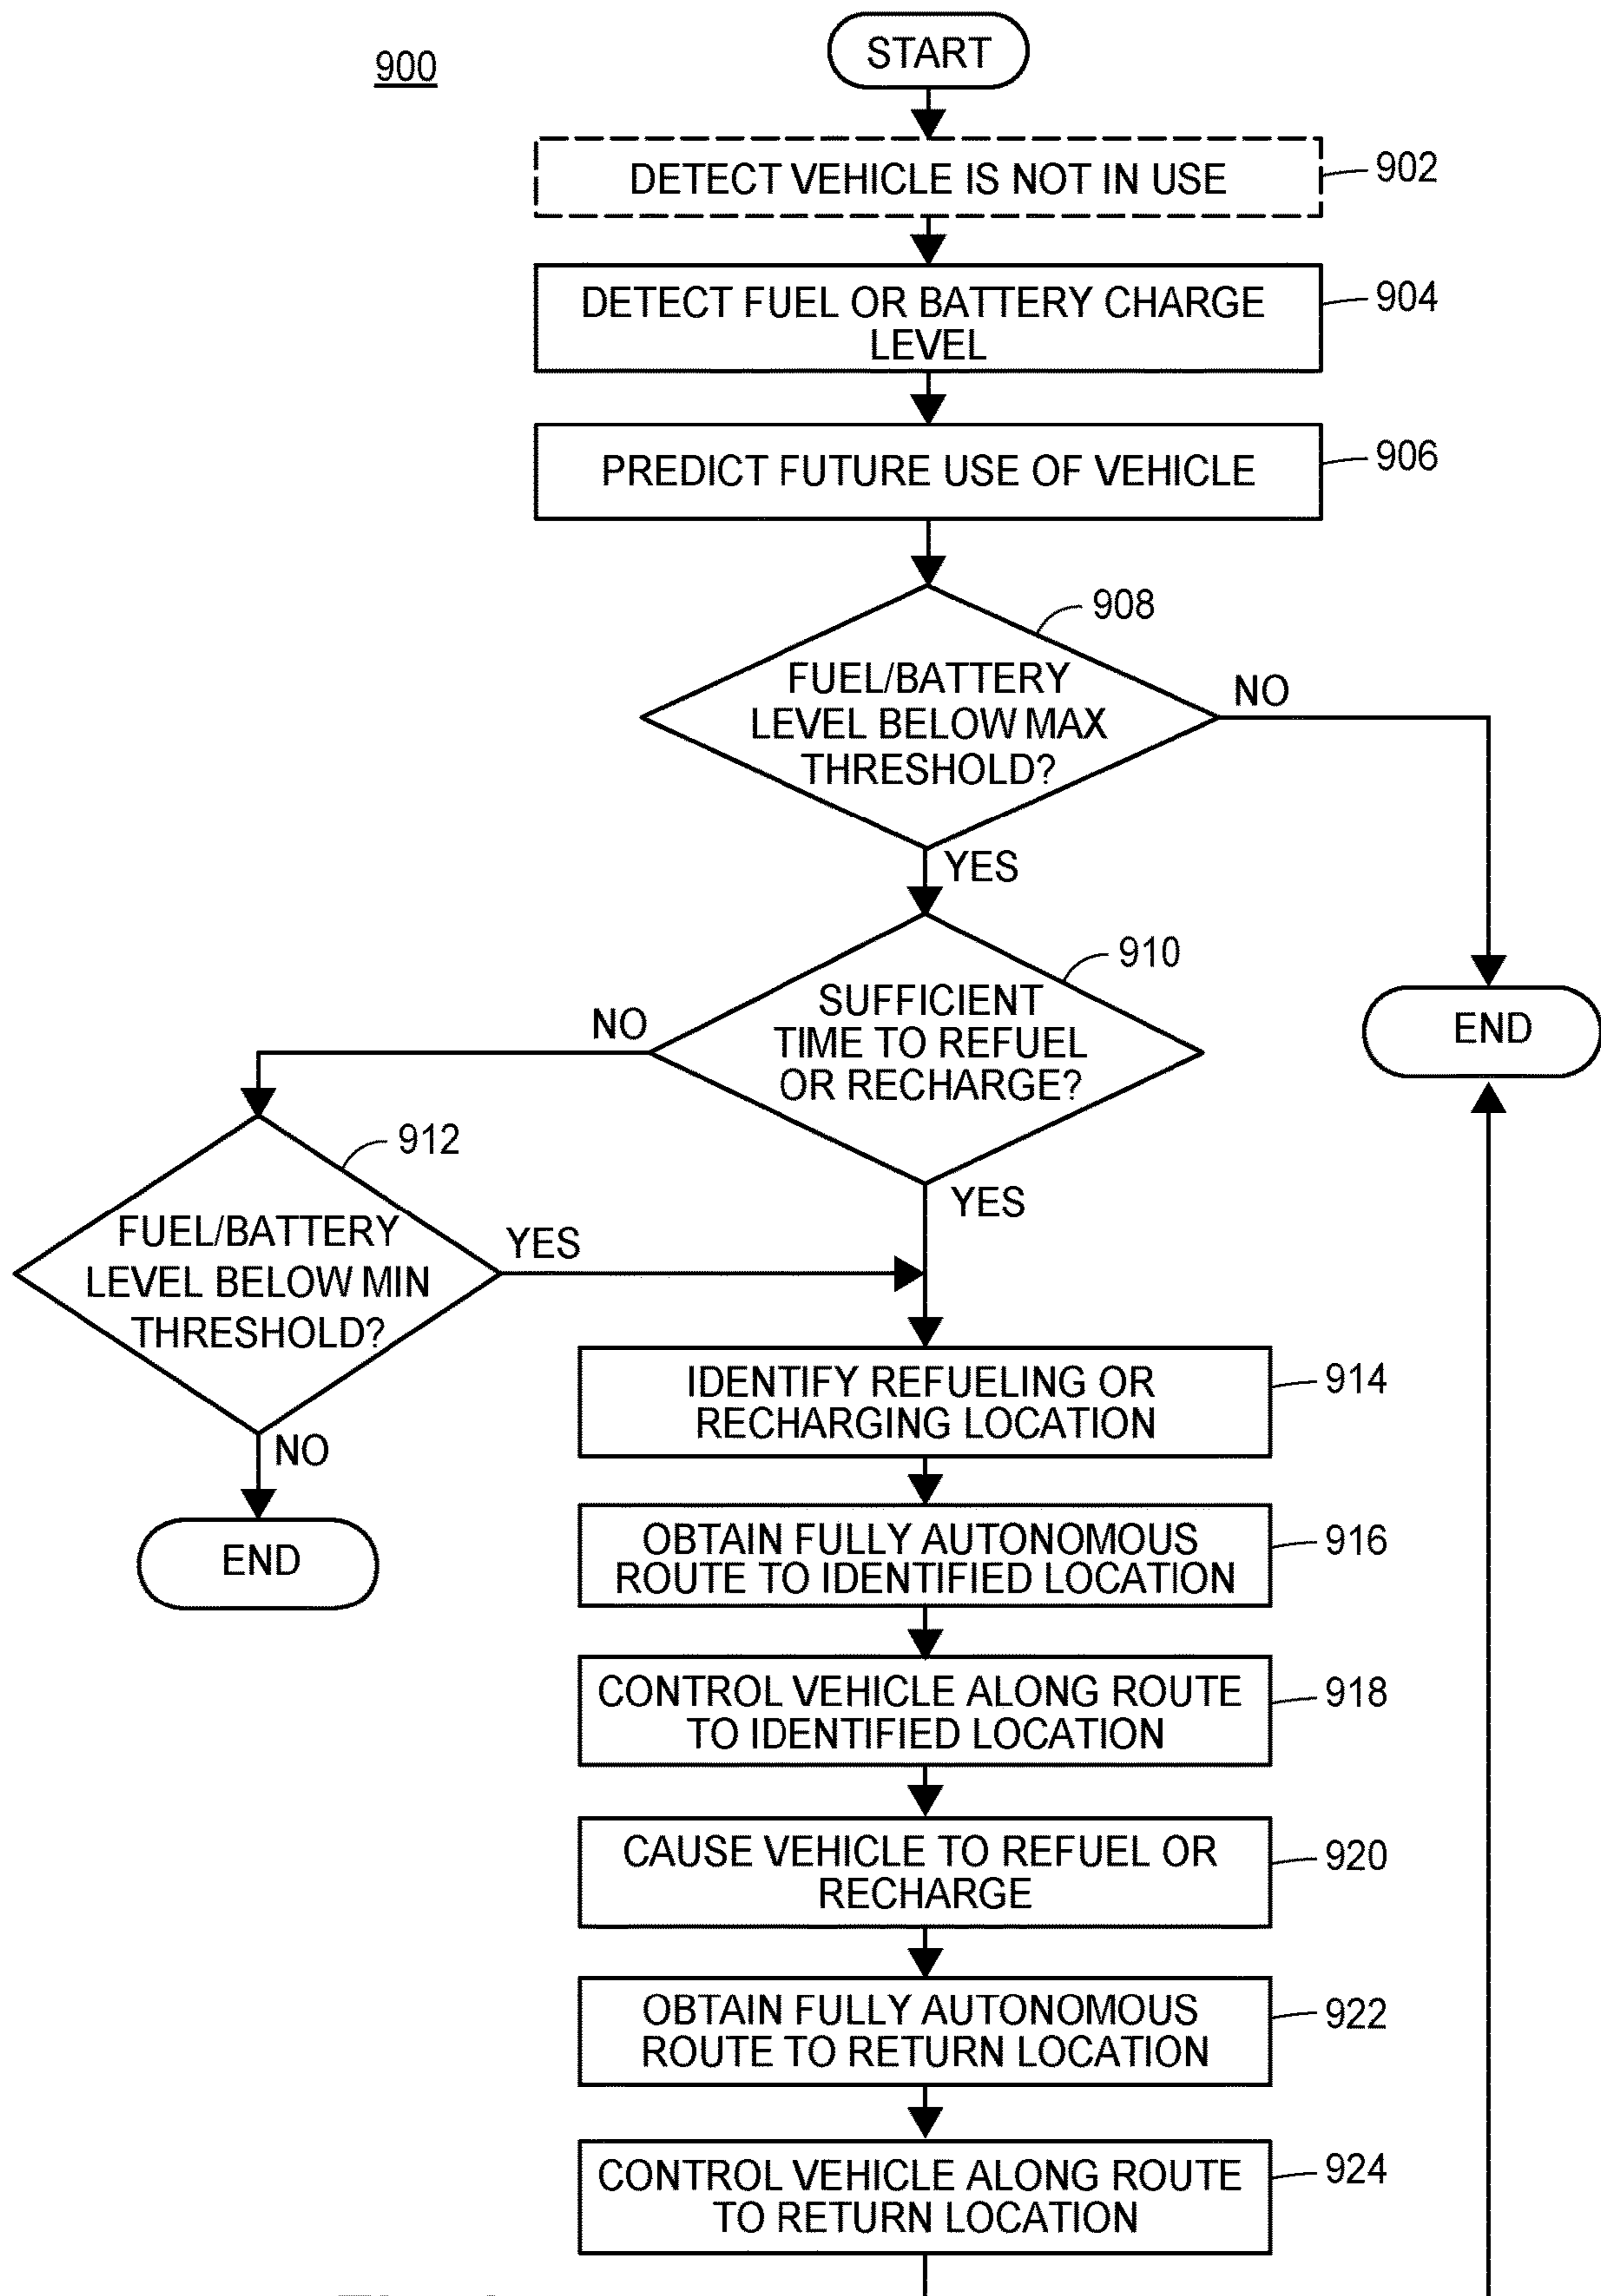 900
START
DETECT VEHICLE IS NOT IN USE
902
DETECT FUEL OR BATTERY CHARGE
LEVEL
904
PREDICT FUTURE USE OF VEHICLE
906
908
FUEL/BATTERY
LEVEL BELOW MAX
THRESHOLD?
NO
YES
910
SUFFICIENT
TIME TO REFUEL
OR RECHARGE?
NO
END
YES
912
FUEL/BATTERY
LEVEL BELOW MIN
THRESHOLD?
YES
NO
END
IDENTIFY REFUELING OR
RECHARGING LOCATION
914
OBTAIN FULLY AUTONOMOUS
ROUTE TO IDENTIFIED LOCATION
916
CONTROL VEHICLE ALONG ROUTE
TO IDENTIFIED LOCATION
918
CAUSE VEHICLE TO REFUEL OR
RECHARGE
920
OBTAIN FULLY AUTONOMOUS
ROUTE TO RETURN LOCATION
922
CONTROL VEHICLE ALONG ROUTE
TO RETURN LOCATION
924